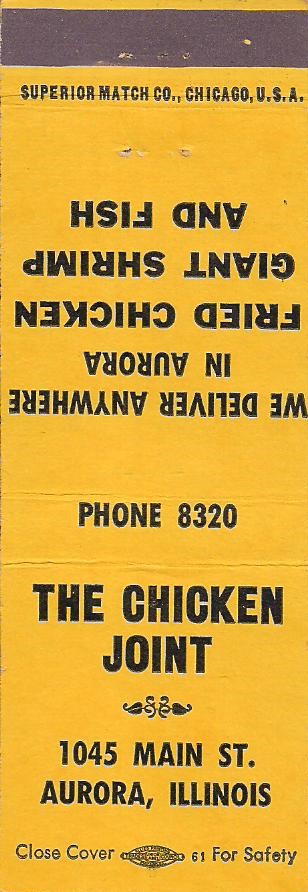 SUPERIOR MATCH CO., CHICAGO, U.S.A.
WE DELIVER ANYWHERE
IN AURORA
FRIED CHICKEN
GIANT SHRIMP
AND FISH
PHONE 8320
THE CHICKEN
JOINT
1045 MAIN ST.
AURORA, ILLINOIS
Close Cover 61 For Safety